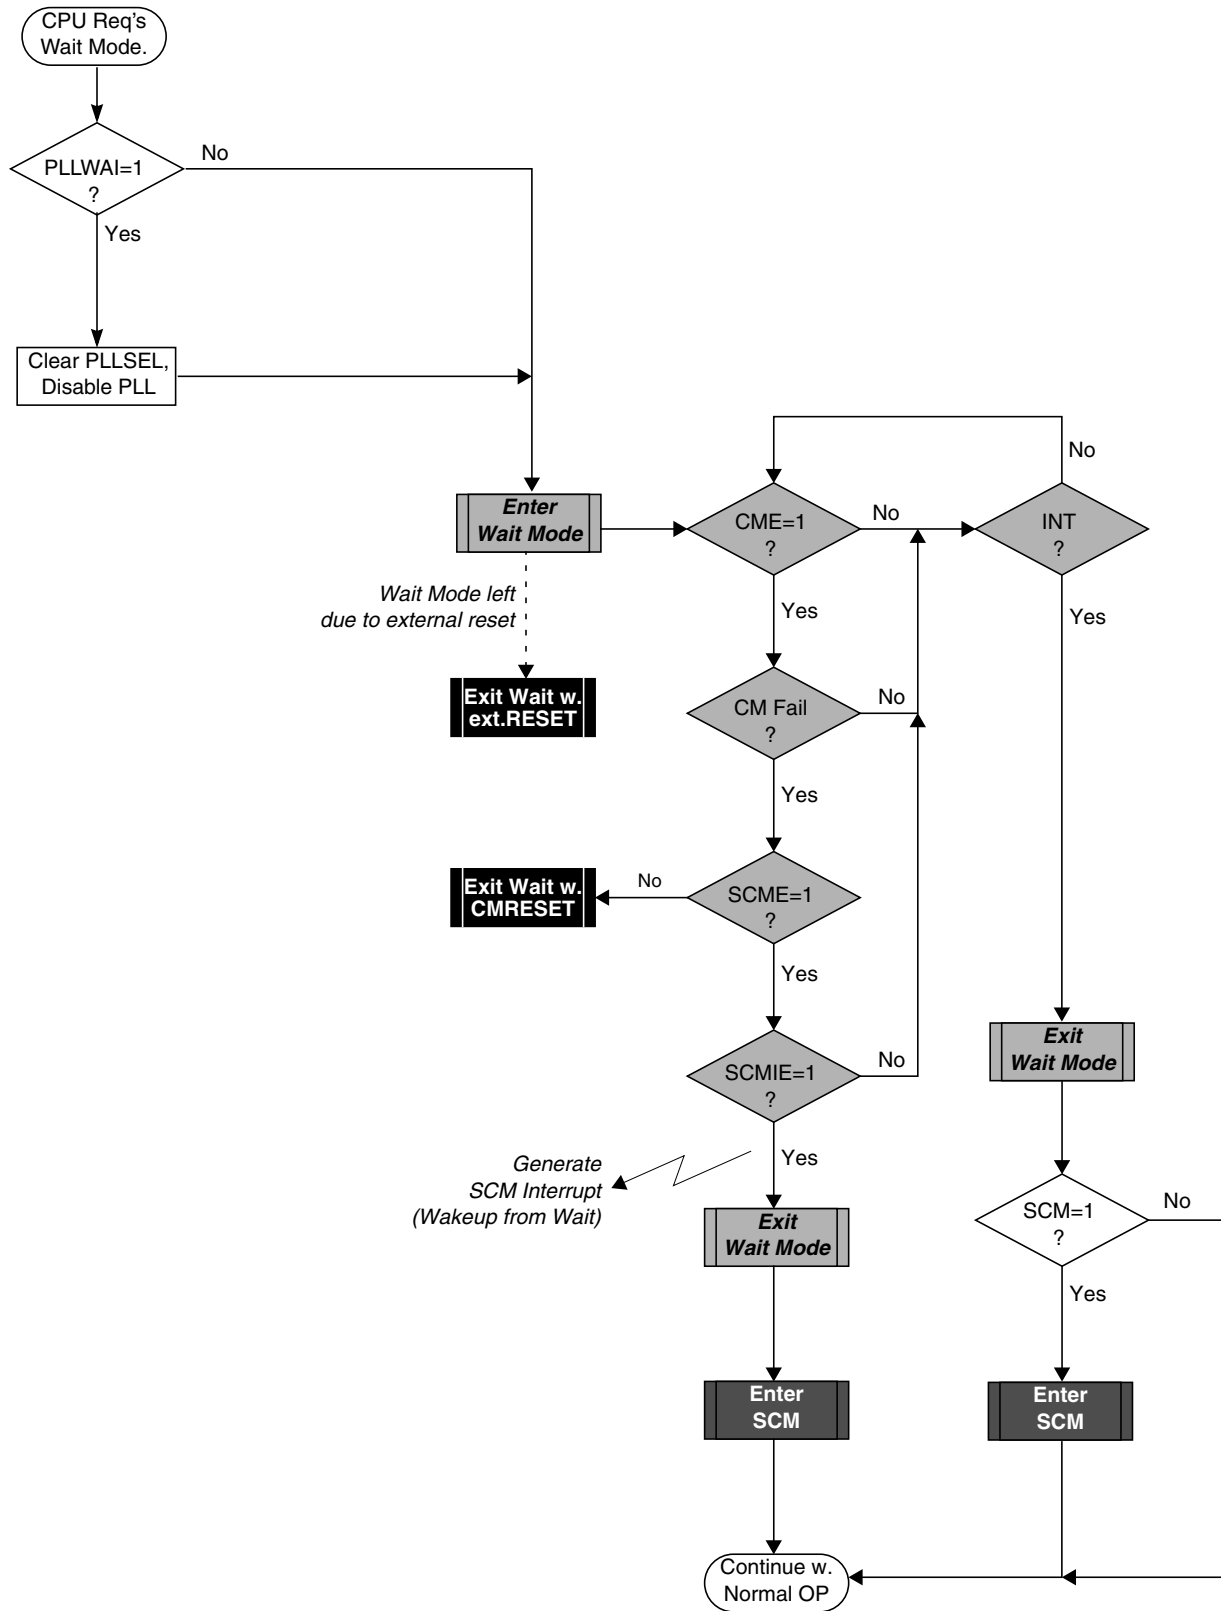 CPU Req's
Wait Mode.
PLLWAI=1
?
No
Yes
Clear PLLSEL,
Disable PLL
Enter
Wait Mode
Wait Mode left
due to external reset
Exit Wait w.
ext.RESET
CME=1
?
No
Yes
INT
?
No
Yes
CM Fail
?
No
Yes
SCME=1
?
No
Exit Wait w.
CMRESET
Yes
SCMIE=1
?
No
Yes
Generate
SCM Interrupt
(Wakeup from Wait)
Exit
Wait Mode
Enter
SCM
Exit
Wait Mode
SCM=1
?
No
Yes
Enter
SCM
Continue w.
Normal OP